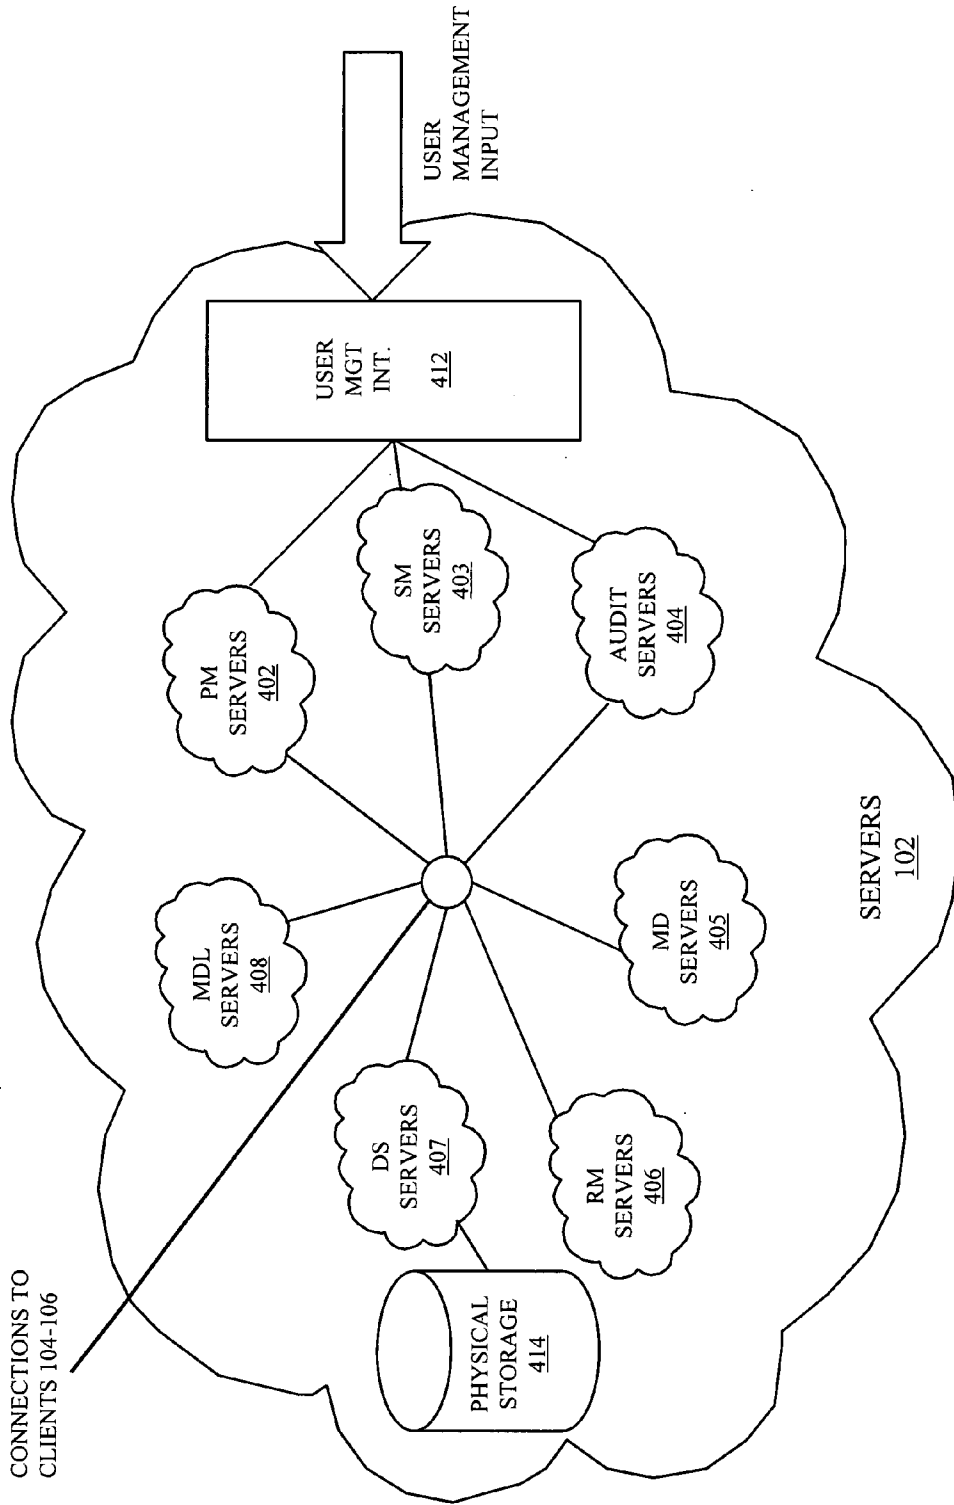 CONNECTIONS TO
CLIENTS 104-106
PHYSICAL
STORAGE
414
DS
SERVERS
407
RM
SERVERS
406
MDL
SERVERS
408
MD
SERVERS
405
PM
SERVERS
402
SM
SERVERS
403
AUDIT
SERVERS
404
USER
MGT
INT.
412
USER
MANAGEMENT
INPUT
SERVERS
102